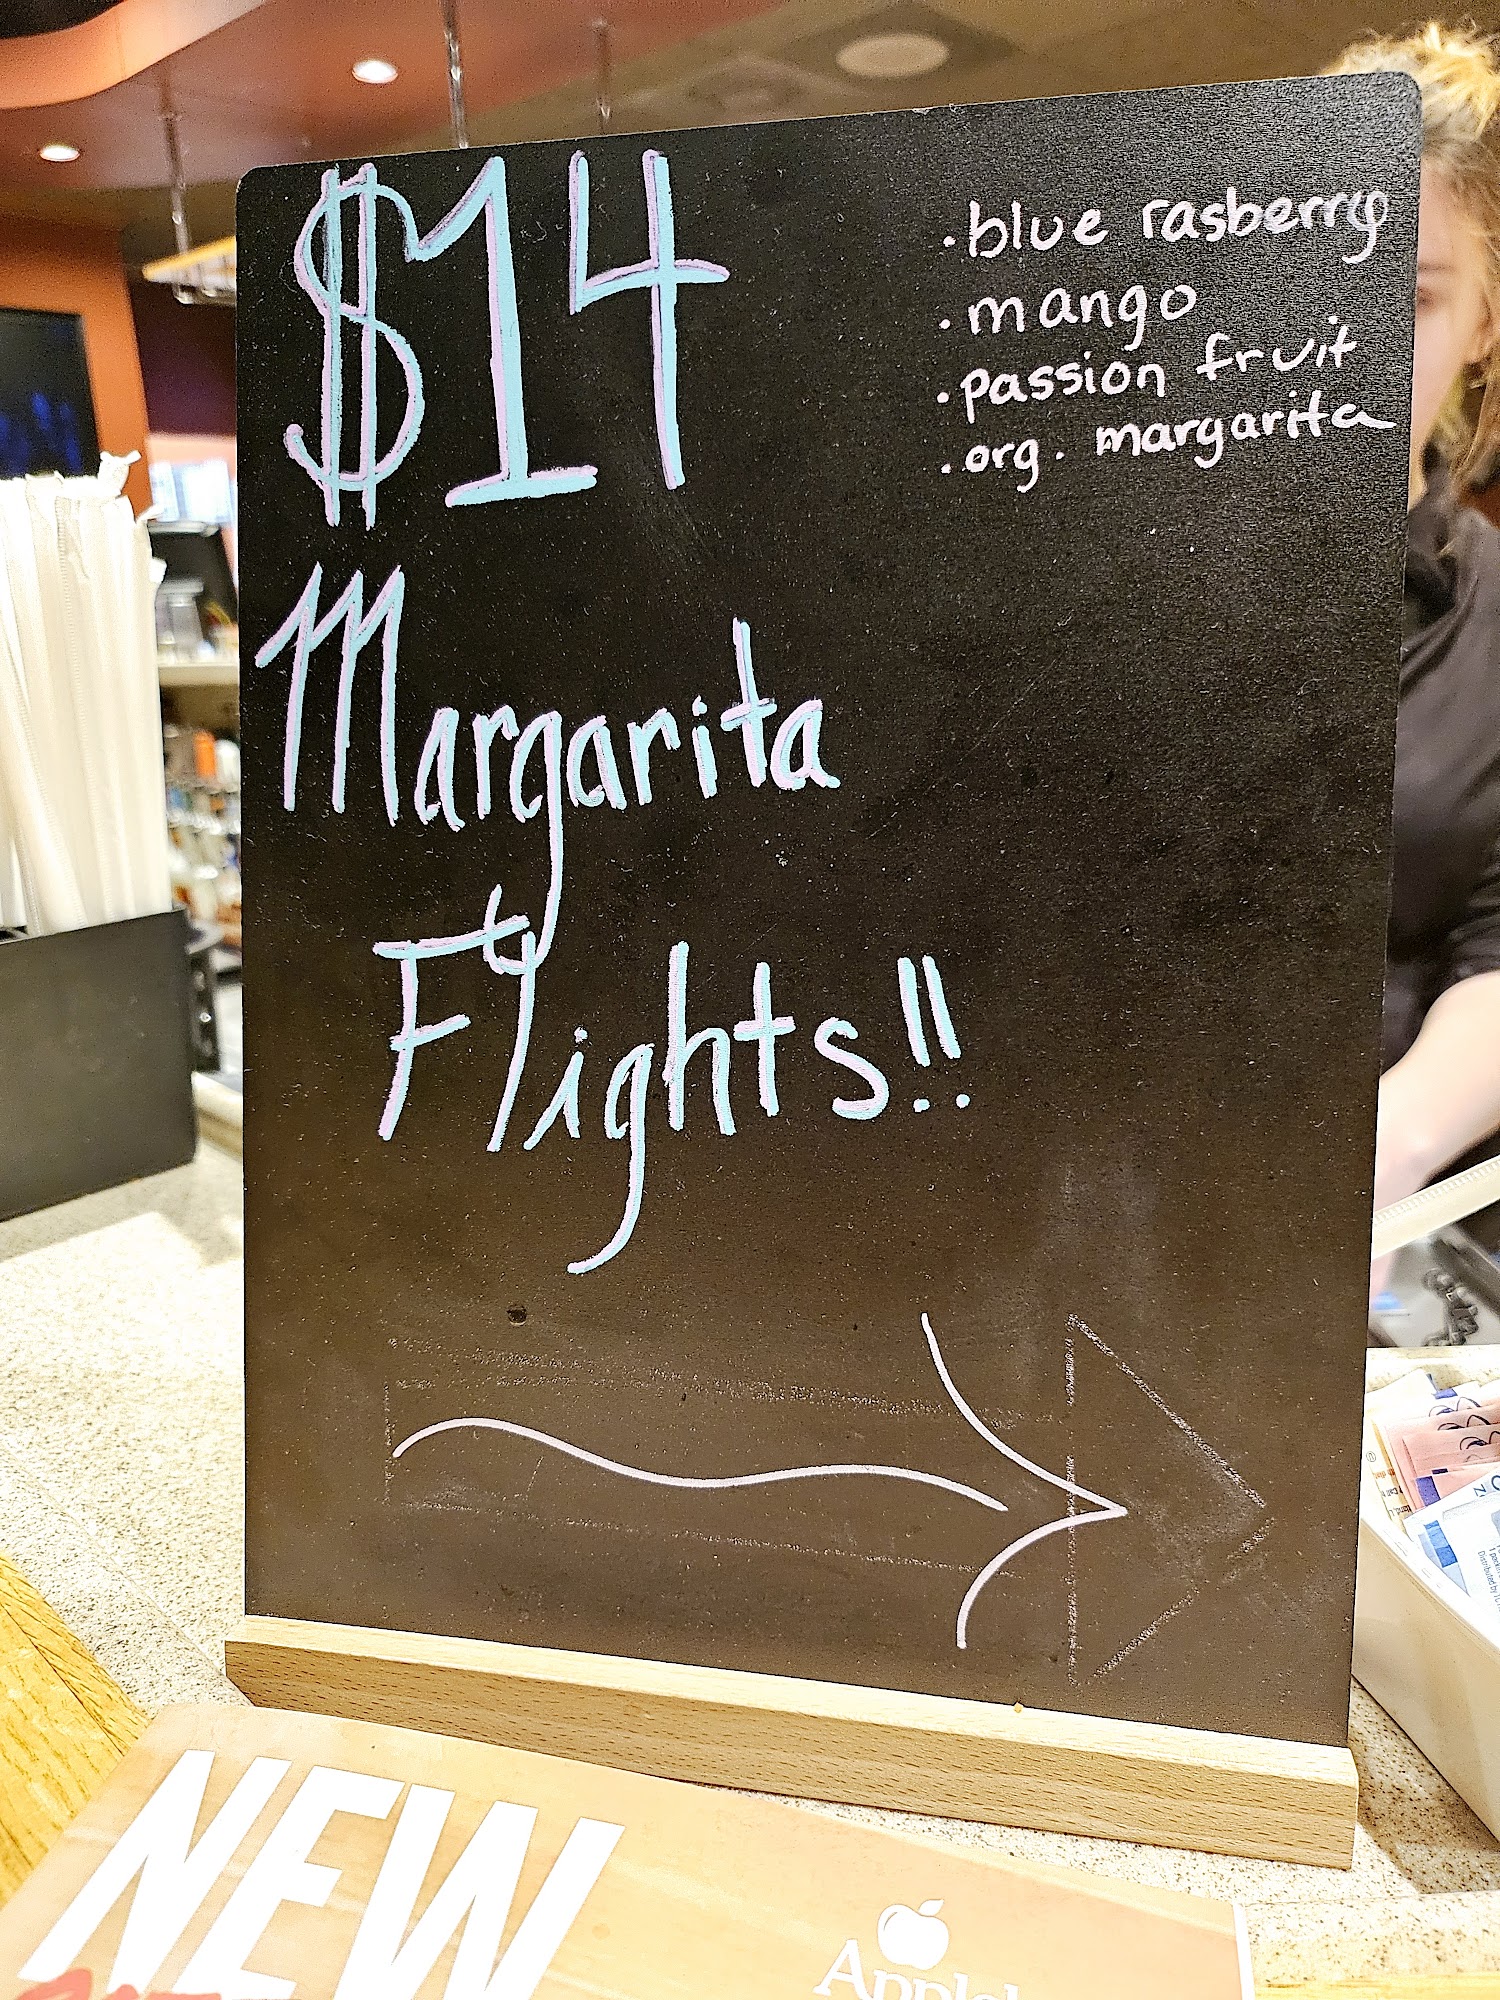 $14
Margarita
Flights!!
· blue rasberry
· mango
· passion fruit
· org. margarita
NEW